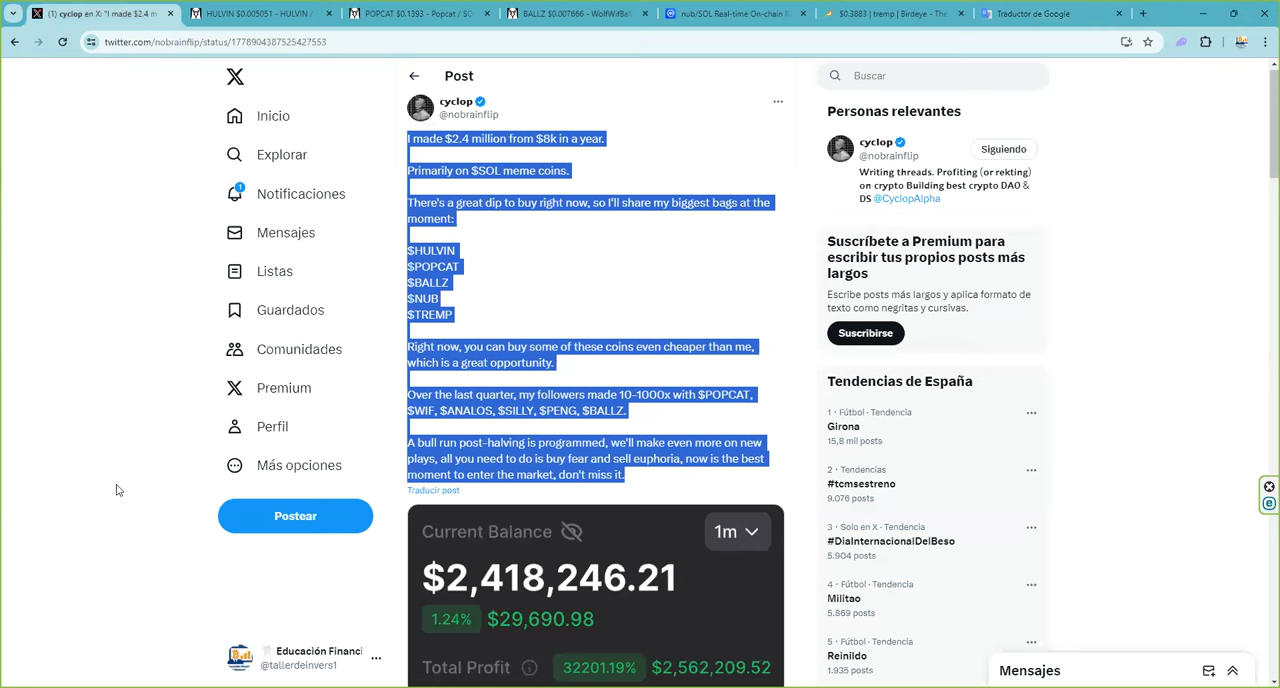 (1) cyclop en X: "I made $2.4 m
HULVIN $0.005051 - HULVIN /
POPCAT $0.1393 - Popcat / SO
BALLZ $0.007666 - WolfWifBal
nub/SOL Real-time On-chain
$0.3883 | tremp | Birdeye - The
Traductor de Google
twitter.com/nobrainflip/status/1778904387525427553
Inicio
Explorar
1
Notificaciones
Mensajes
Listas
Guardados
Comunidades
Premium
Perfil
Más opciones
Postear
Educación Financi
@tallerdeinvers1
Post
cyclop
@nobrainflip
I made $2.4 million from $8k in a year.
Primarily on $SOL meme coins.
There's a great dip to buy right now, so I'll share my biggest bags at the
moment:
$HULVIN
$POPCAT
$BALLZ
$NUB
$TREMP
Right now, you can buy some of these coins even cheaper than me,
which is a great opportunity.
Over the last quarter, my followers made 10-1000x with $POPCAT,
$WIF, $ANALOS, $SILLY, $PENG, $BALLZ.
A bull run post-halving is programmed, we'll make even more on new
plays, all you need to do is buy fear and sell euphoria, now is the best
moment to enter the market, don't miss it.
Traducir post
Current Balance
1m
$2,418,246.21
1.24% $29,690.98
Total Profit 32201.19% $2,562,209.52
Buscar
Personas relevantes
cyclop
@nobrainflip
Siguiendo
Writing threads. Profiting (or rekting)
on crypto Building best crypto DAO &
DS @CyclopAlpha
Suscríbete a Premium para
escribir tus propios posts más
largos
Escribe posts más largos y aplica formato de
texto como negritas y cursivas.
Suscribirse
Tendencias de España
1 · Fútbol · Tendencia
Girona
15,8 mil posts
2 · Tendencias
#tcmsestreno
9.076 posts
3 · Solo en X · Tendencia
#DiaInternacionalDelBeso
5.904 posts
4 · Fútbol · Tendencia
Militao
5.869 posts
5 · Fútbol · Tendencia
Reinildo
1.935 posts
Mensajes